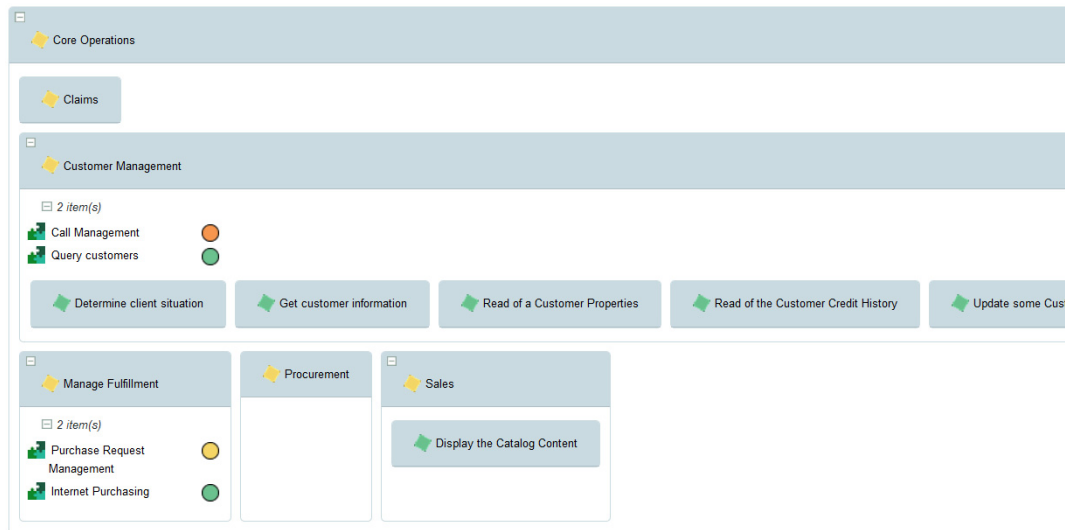 Core Operations
Claims
Customer Management
2 item(s)
Call Management
Query customers
Determine client situation
Get customer information
Read of a Customer Properties
Read of the Customer Credit History
Update some
Manage Fulfillment
2 item(s)
Purchase Request
Management
Internet Purchasing
Procurement
Sales
Display the Catalog Content